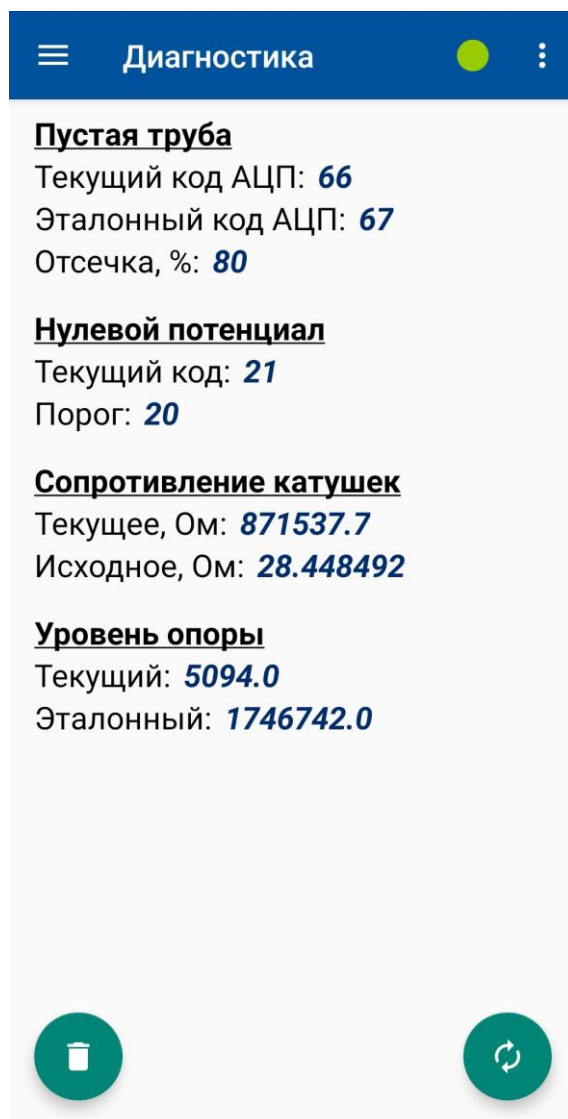 Диагностика
Пустая труба
Текущий код АЦП: 66
Эталонный код АЦП: 67
Отсечка, %: 80
Нулевой потенциал
Текущий код: 21
Порог: 20
Сопротивление катушек
Текущее, Ом: 871537.7
Исходное, Ом: 28.448492
Уровень опоры
Текущий: 5094.0
Эталонный: 1746742.0